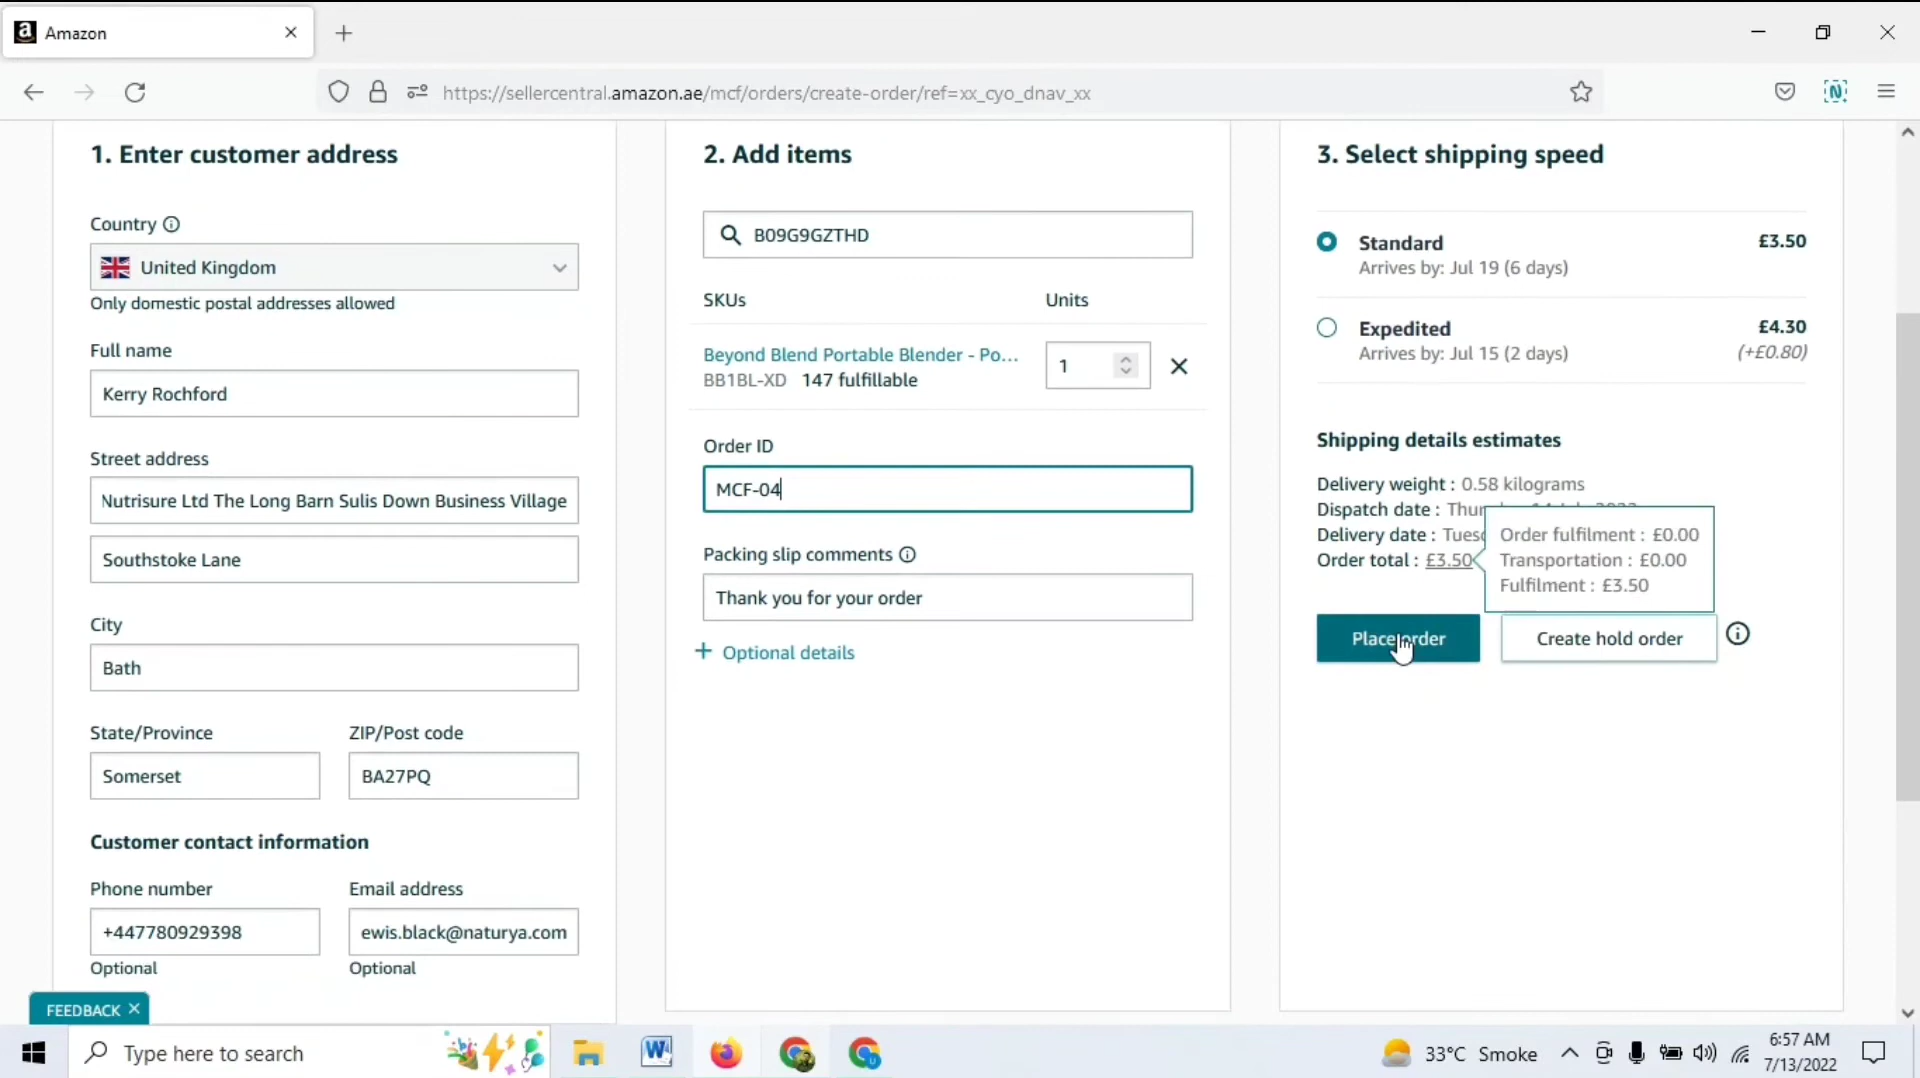 Amazon
https://sellercentral.amazon.ae/mcf/orders/create-order/ref=xx_cyo_dnav_xx
1. Enter customer address
Country
United Kingdom
Only domestic postal addresses allowed
Full name
Kerry Rochford
Street address
Nutrisure Ltd The Long Barn Sulis Down Business Village
Southstoke Lane
City
Bath
State/Province ZIP/Post code
Somerset BA27PQ
Customer contact information
Phone number Email address
+447780929398 ewis.black@naturya.com
Optional Optional
FEEDBACK
2. Add items
B09G9GZTHD
SKUs Units
Beyond Blend Portable Blender - Po...
BB1BL-XD 147 fulfillable
1
Order ID
MCF-04
Packing slip comments
Thank you for your order
+ Optional details
3. Select shipping speed
Standard £3.50
Arrives by: Jul 19 (6 days)
Expedited £4.30
Arrives by: Jul 15 (2 days) (+£0.80)
Shipping details estimates
Delivery weight : 0.58 kilograms
Dispatch date :
Delivery date :
Order total : £3.50
Order fulfilment : £0.00
Transportation : £0.00
Fulfilment : £3.50
Place order Create hold order
Type here to search
33°C Smoke
6:57 AM
7/13/2022